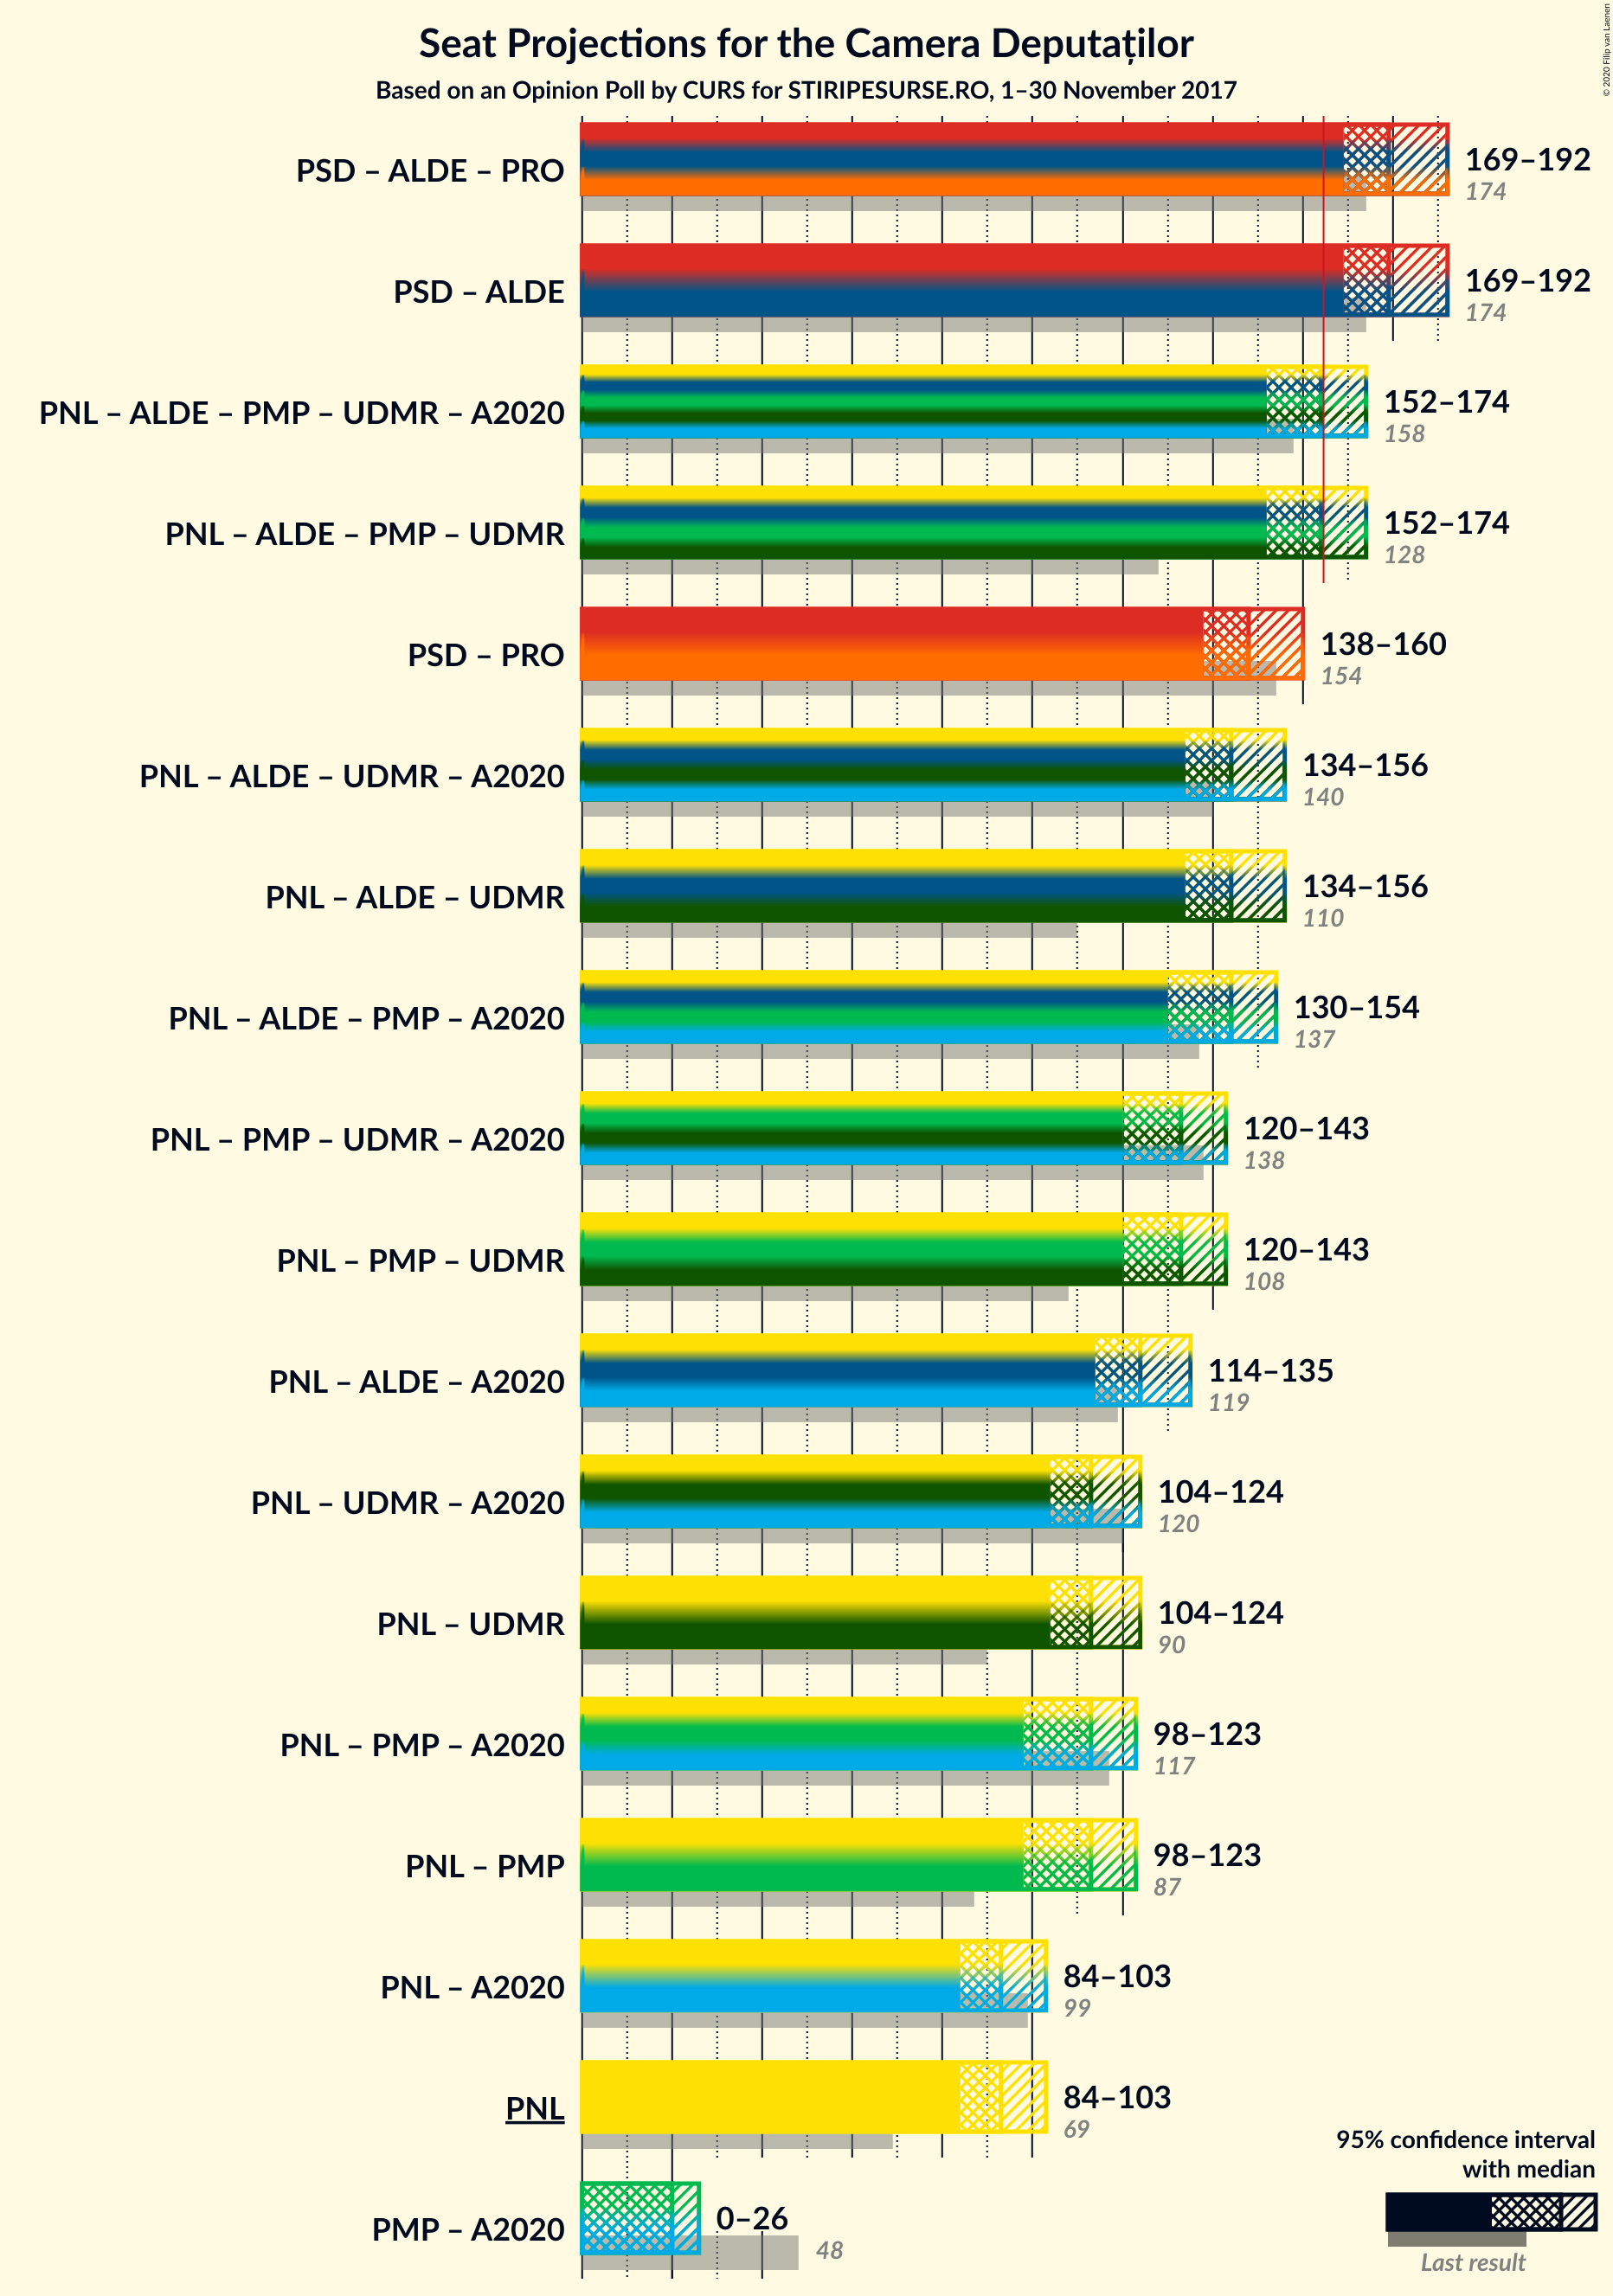 Seat Projections for the Camera Deputaților
Based on an Opinion Poll by CURS for STIRIPESURSE.RO, 1–30 November 2017
© 2020 Filip van Laenen
PSD – ALDE – PRO
169–192
174
PSD – ALDE
169–192
174
PNL – ALDE – PMP – UDMR – A2020
152–174
158
PNL – ALDE – PMP – UDMR
152–174
128
PSD – PRO
138–160
154
PNL – ALDE – UDMR – A2020
134–156
140
PNL – ALDE – UDMR
134–156
110
PNL – ALDE – PMP – A2020
130–154
137
PNL – PMP – UDMR – A2020
120–143
138
PNL – PMP – UDMR
120–143
108
PNL – ALDE – A2020
114–135
119
PNL – UDMR – A2020
104–124
120
PNL – UDMR
104–124
90
PNL – PMP – A2020
98–123
117
PNL – PMP
98–123
87
PNL – A2020
84–103
99
PNL
84–103
69
PMP – A2020
0–26
48
95% confidence interval
with median
Last result